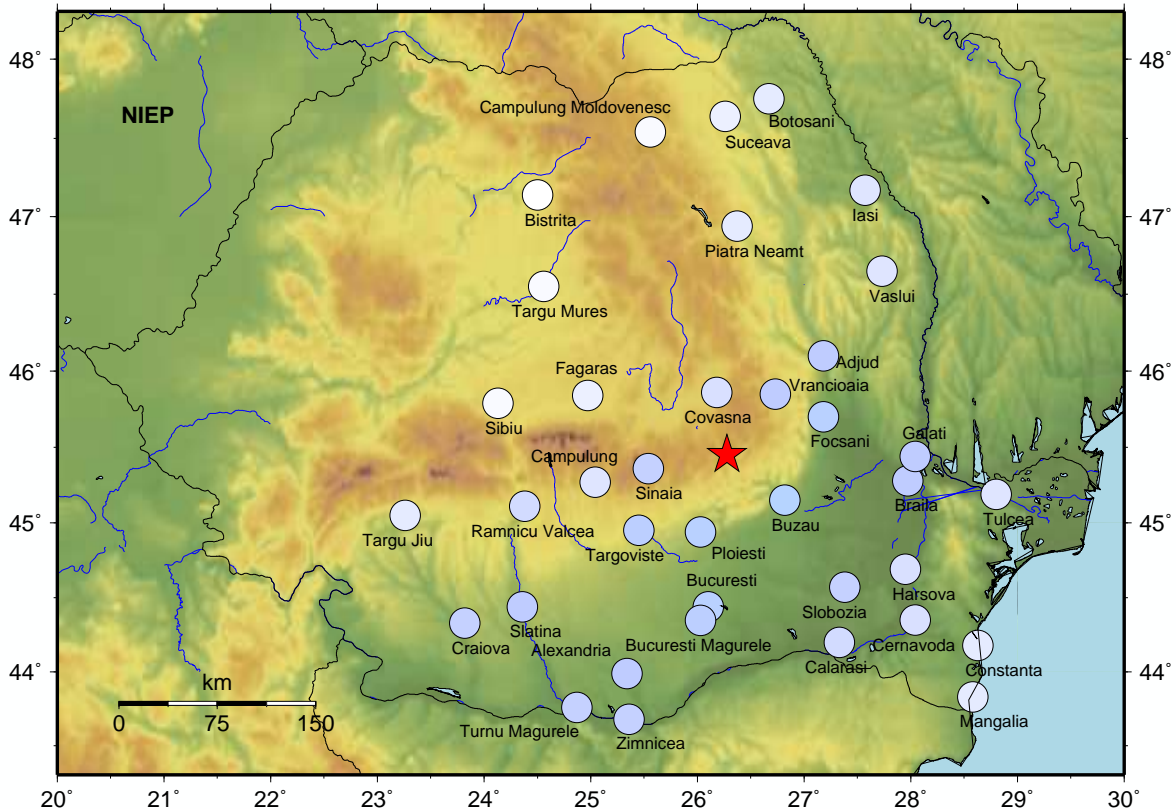 48˚
48˚
NIEP
Campulung Moldovenesc
Botosani
Suceava
47˚
47˚
Bistrita
Iasi
Piatra Neamt
Vaslui
Targu Mures
46˚
46˚
Fagaras
Adjud
Vrancioaia
Covasna
Sibiu
Focsani
Galati
Campulung
Sinaia
Braila
45˚
45˚
Targu Jiu
Ramnicu Valcea
Buzau
Tulcea
Targoviste
Ploiesti
Bucuresti
Harsova
Slobozia
Slatina
Craiova
Alexandria
Bucuresti Magurele
Cernavoda
Calarasi
Constanta
44˚
44˚
km
0 75 150
Turnu Magurele
Zimnicea
Mangalia
20˚ 21˚ 22˚ 23˚ 24˚ 25˚ 26˚ 27˚ 28˚ 29˚ 30˚